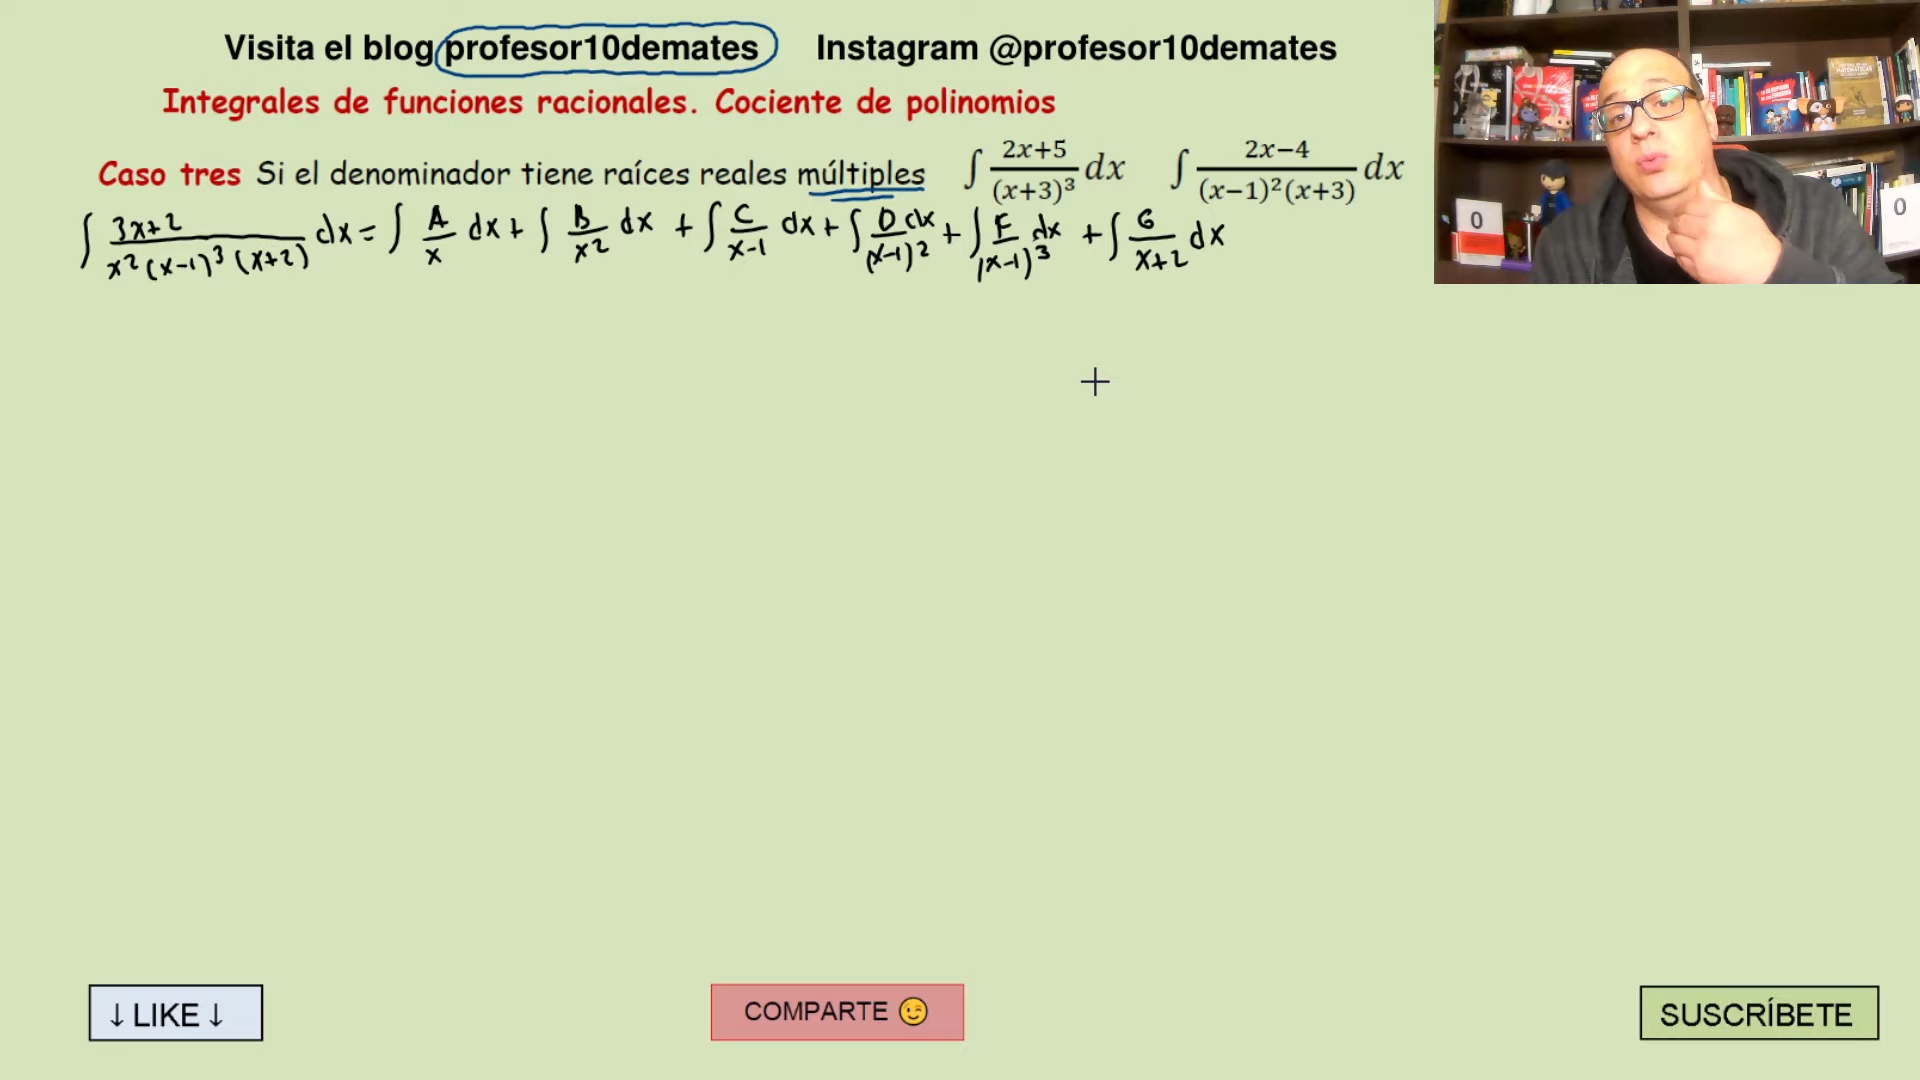 Visita el blog profesor10demates Instagram @profesor10demates
Integrales de funciones racionales. Cociente de polinomios
Caso tres Si el denominador tiene raíces reales múltiples ∫ 2x+5/(x+3)³ dx ∫ 2x−4/(x−1)²(x+3) dx
∫ 3x+2/x²(x-1)³(x+2) dx = ∫ A/x dx + ∫ B/x² dx + ∫ C/x-1 dx + ∫ D/(x-1)² dx + ∫ F/(x-1)³ dx + ∫ G/x+2 dx
0
0
↓ LIKE ↓
COMPARTE 😉
SUSCRÍBETE